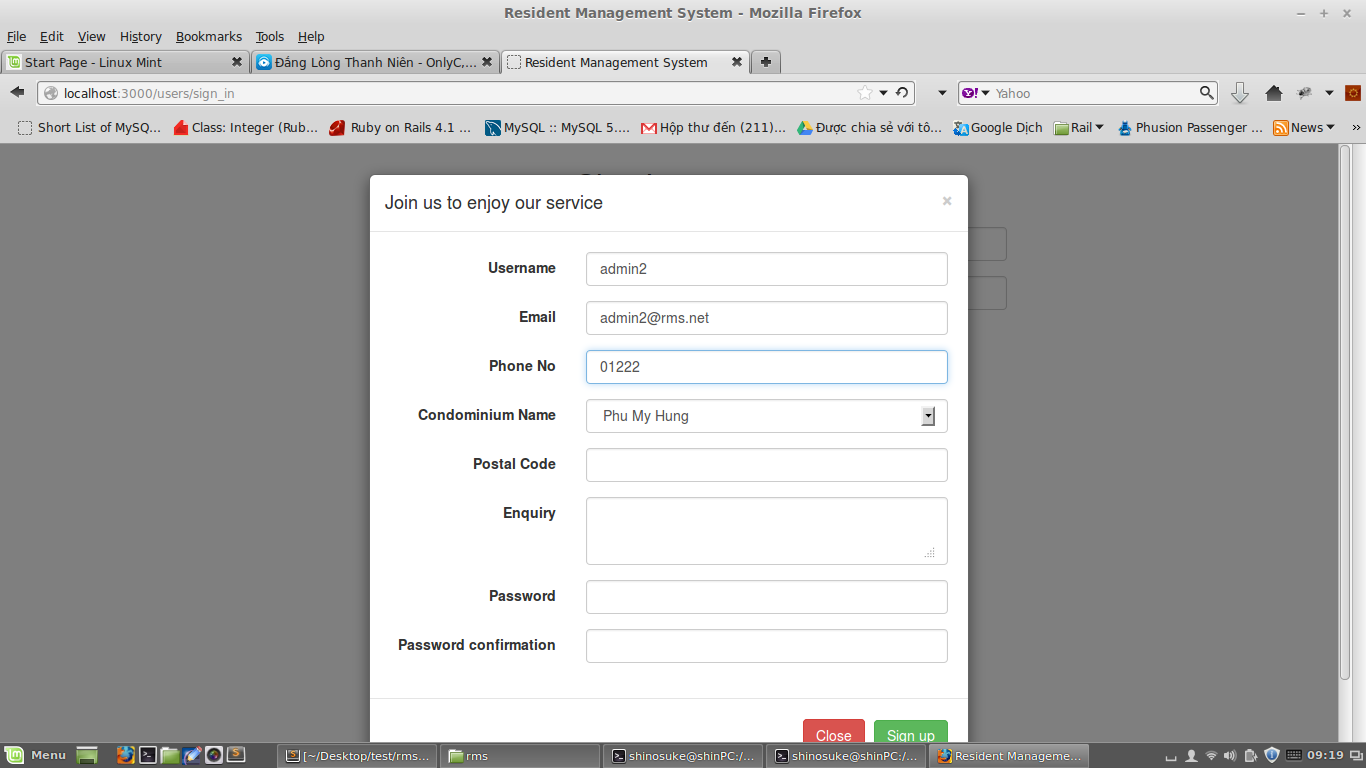 Resident Management System - Mozilla Firefox
File Edit View History Bookmarks Tools Help
Start Page - Linux Mint
Đắng Lòng Thanh Niên - OnlyC,...
Resident Management System
localhost:3000/users/sign_in
Yahoo
Short List of MySQ...
Class: Integer (Rub...
Ruby on Rails 4.1 ...
MySQL :: MySQL 5....
Hộp thư đến (211)...
Được chia sẻ với tô...
Google Dịch
Rail
Phusion Passenger ...
News
»
Join us to enjoy our service
×
Username admin2
Email admin2@rms.net
Phone No 01222
Condominium Name Phu My Hung
Postal Code
Enquiry
Password
Password confirmation
Close Sign up
Menu
[~/Desktop/test/rms...
rms
shinosuke@shinPC:/...
shinosuke@shinPC:/...
Resident Manageme...
09:19